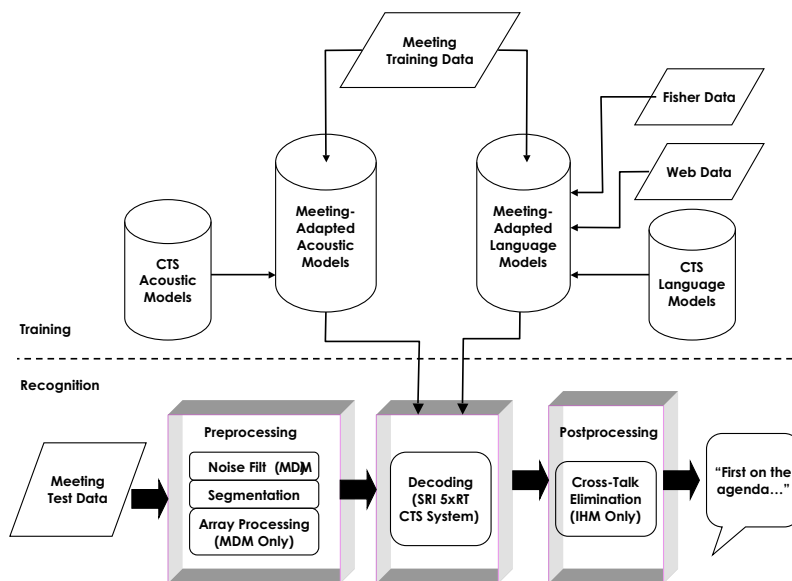 Meeting
Training Data
Fisher Data
Web Data
Meeting-
Adapted
Acoustic
Models
Meeting-
Adapted
Language
Models
CTS
Acoustic
Models
CTS
Language
Models
Training
Recognition
Preprocessing
Noise Filt (MDM)
Segmentation
Array Processing
(MDM Only)
Meeting
Test Data
Decoding
(SRI 5xRT
CTS System)
Postprocessing
Cross-Talk
Elimination
(IHM Only)
“First on the
agenda…”